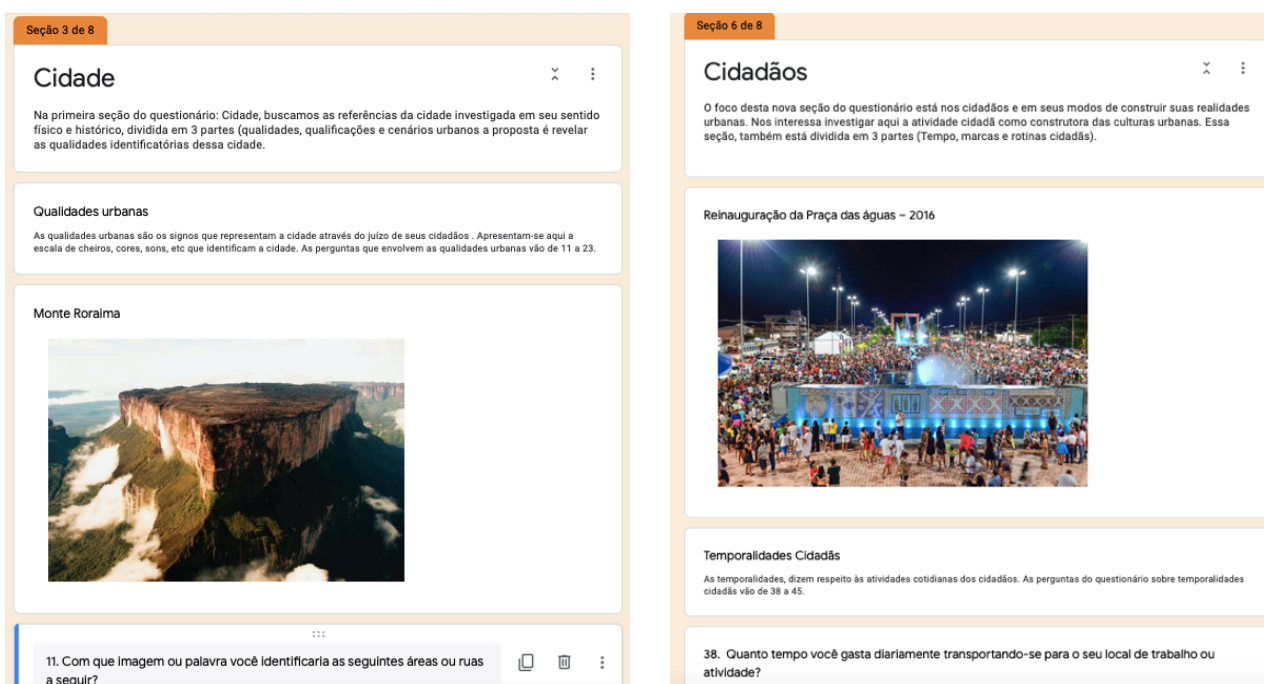 Seção 3 de 8
Cidade
Na primeira seção do questionário: Cidade, buscamos as referências da cidade investigada em seu sentido
físico e histórico, dividida em 3 partes (qualidades, qualificações e cenários urbanos a proposta é revelar
as qualidades identificatórias dessa cidade.
Qualidades urbanas
As qualidades urbanas são os signos que representam a cidade através do juízo de seus cidadãos . Apresentam-se aqui a
escala de cheiros, cores, sons, etc que identificam a cidade. As perguntas que envolvem as qualidades urbanas vão de 11 a 23.
Monte Roraima
11. Com que imagem ou palavra você identificaria as seguintes áreas ou ruas
a seguir?
Seção 6 de 8
Cidadãos
O foco desta nova seção do questionário está nos cidadãos e em seus modos de construir suas realidades
urbanas. Nos interessa investigar aqui a atividade cidadã como construtora das culturas urbanas. Essa
seção, também está dividida em 3 partes (Tempo, marcas e rotinas cidadãs).
Reinauguração da Praça das águas – 2016
Temporalidades Cidadãs
As temporalidades, dizem respeito às atividades cotidianas dos cidadãos. As perguntas do questionário sobre temporalidades
cidadãs vão de 38 a 45.
38. Quanto tempo você gasta diariamente transportando-se para o seu local de trabalho ou
atividade?